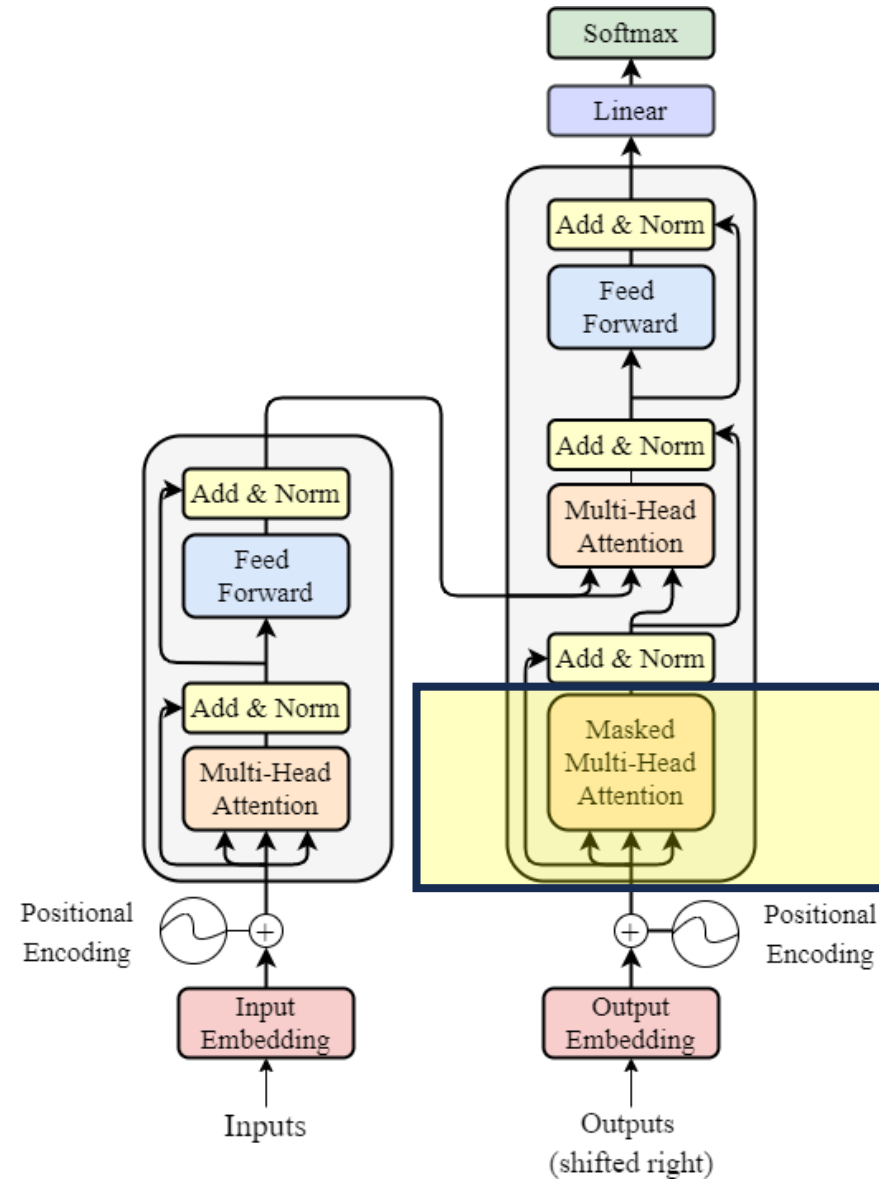 Softmax
Linear
Add & Norm
Feed
Forward
Add & Norm
Multi-Head
Attention
Add & Norm
Masked
Multi-Head
Attention
Add & Norm
Feed
Forward
Add & Norm
Multi-Head
Attention
Positional
Encoding
+
Input
Embedding
Inputs
+
Positional
Encoding
Output
Embedding
Outputs
(shifted right)